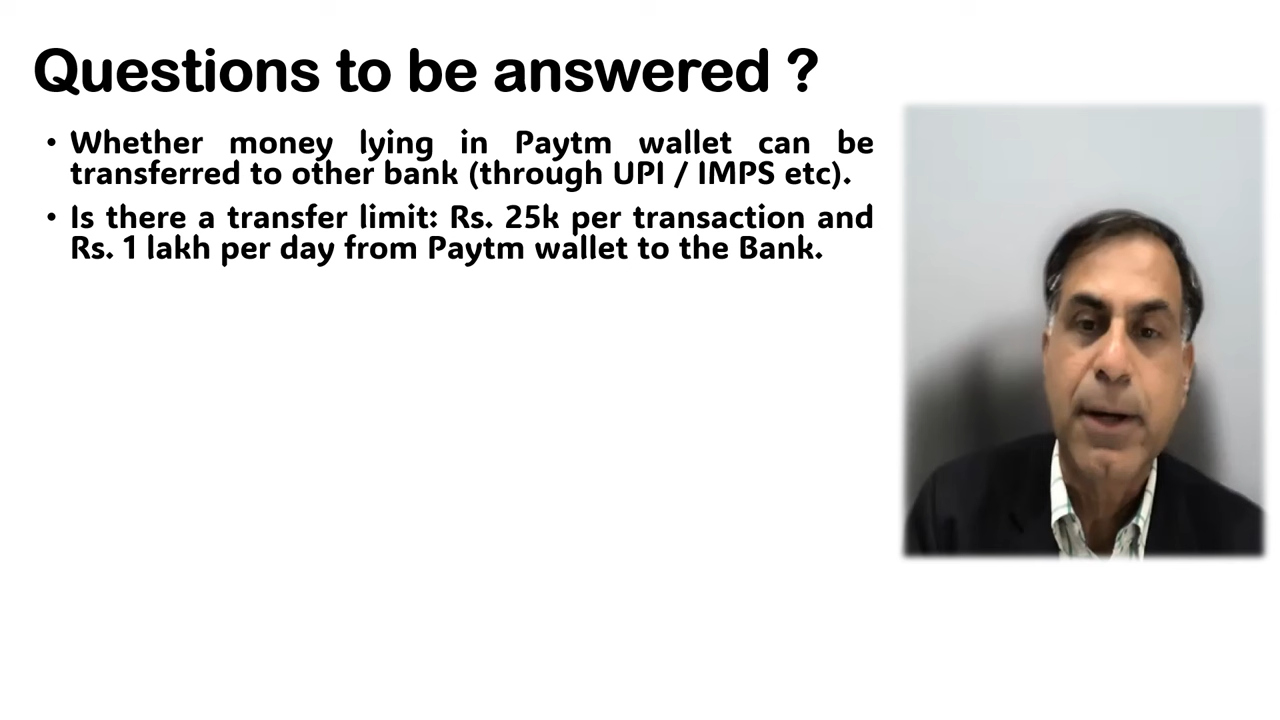 Questions to be answered ?
• Whether money lying in Paytm wallet can be
transferred to other bank (through UPI / IMPS etc).
• Is there a transfer limit: Rs. 25k per transaction and
Rs. 1 lakh per day from Paytm wallet to the Bank.